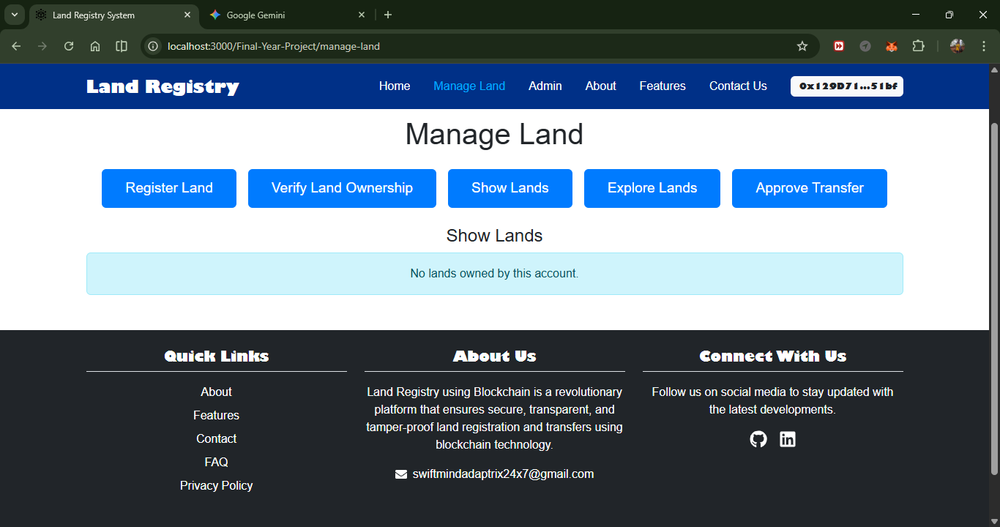 Land Registry System
Google Gemini
localhost:3000/Final-Year-Project/manage-land
Land Registry
Home
Manage Land
Admin
About
Features
Contact Us
0x129D71...51bf
Manage Land
Register Land
Verify Land Ownership
Show Lands
Explore Lands
Approve Transfer
Show Lands
No lands owned by this account.
Quick Links
About
Features
Contact
FAQ
Privacy Policy
About Us
Land Registry using Blockchain is a revolutionary
platform that ensures secure, transparent, and
tamper-proof land registration and transfers using
blockchain technology.
swiftmindadaptrix24x7@gmail.com
Connect With Us
Follow us on social media to stay updated with
the latest developments.